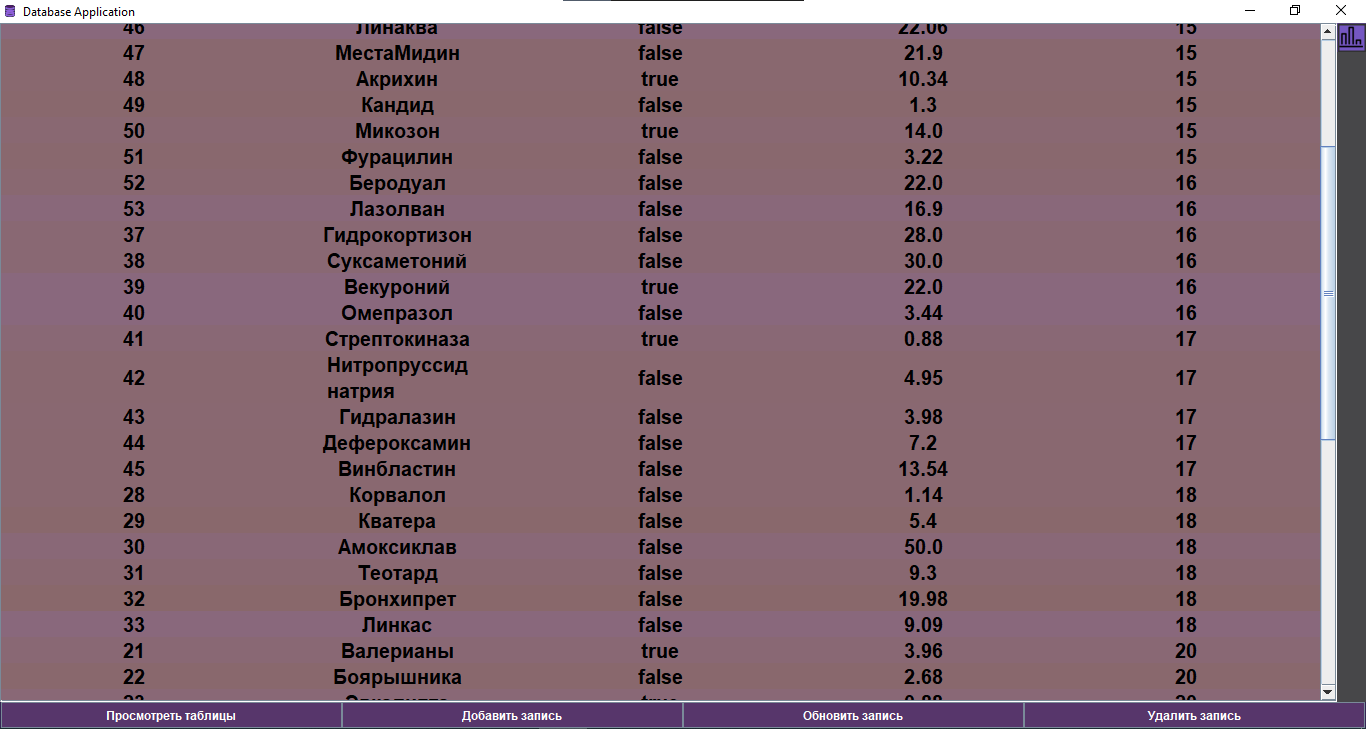 Database Application
46 Линаква false 22.06 15
47 МестаМидин false 21.9 15
48 Акрихин true 10.34 15
49 Кандид false 1.3 15
50 Микозон true 14.0 15
51 Фурацилин false 3.22 15
52 Беродуал false 22.0 16
53 Лазолван false 16.9 16
37 Гидрокортизон false 28.0 16
38 Суксаметоний false 30.0 16
39 Векуроний true 22.0 16
40 Омепразол false 3.44 16
41 Стрептокиназа true 0.88 17
Нитропруссид
42 false 4.95 17
натрия
43 Гидралазин false 3.98 17
44 Дефероксамин false 7.2 17
45 Винбластин false 13.54 17
28 Корвалол false 1.14 18
29 Кватера false 5.4 18
30 Амоксиклав false 50.0 18
31 Теотард false 9.3 18
32 Бронхипрет false 19.98 18
33 Линкас false 9.09 18
21 Валерианы true 3.96 20
22 Боярышника false 2.68 20
Просмотреть таблицы Добавить запись Обновить запись Удалить запись